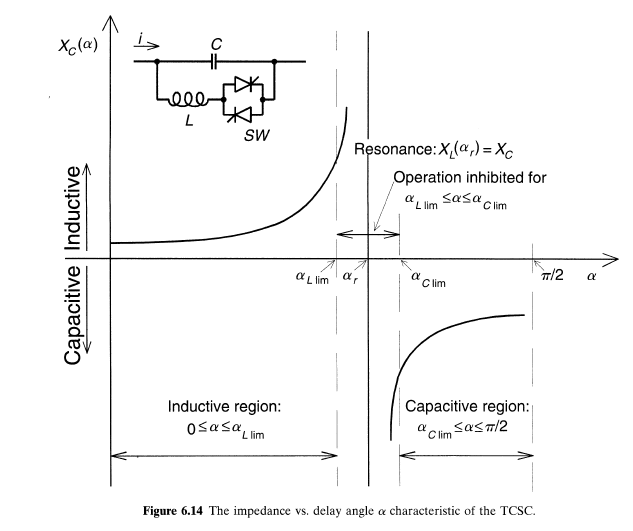 X_C(α)
i
C
L
SW
Resonance: X_L(α_r) = X_C
Operation inhibited for
α_L lim ≤ α ≤ α_C lim
Inductive
Capacitive
α_L lim
α_r
α_C lim
π/2
α
Inductive region:
0 ≤ α ≤ α_L lim
Capacitive region:
α_C lim ≤ α ≤ π/2
Figure 6.14 The impedance vs. delay angle α characteristic of the TCSC.